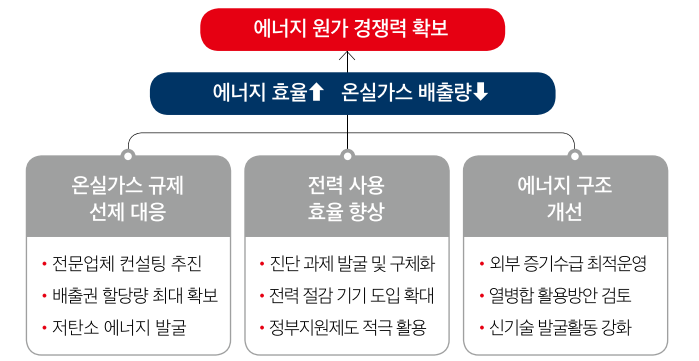 에너지 원가 경쟁력 확보
에너지 효율⬆ 온실가스 배출량⬇
온실가스 규제
선제 대응
• 전문업체 컨설팅 추진
• 배출권 할당량 최대 확보
• 저탄소 에너지 발굴
전력 사용
효율 향상
• 진단 과제 발굴 및 구체화
• 전력 절감 기기 도입 확대
• 정부지원제도 적극 활용
에너지 구조
개선
• 외부 증기수급 최적운영
• 열병합 활용방안 검토
• 신기술 발굴활동 강화